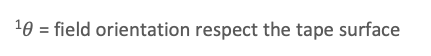 ¹θ = field orientation respect the tape surface